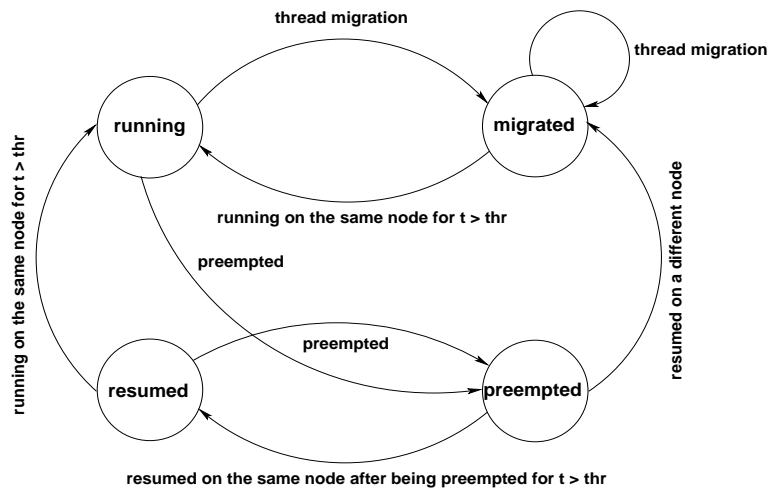 thread migration
thread migration
running
migrated
running on the same node for t > thr
running on the same node for t > thr
resumed on a different node
preempted
preempted
resumed
preempted
resumed on the same node after being preempted for t > thr